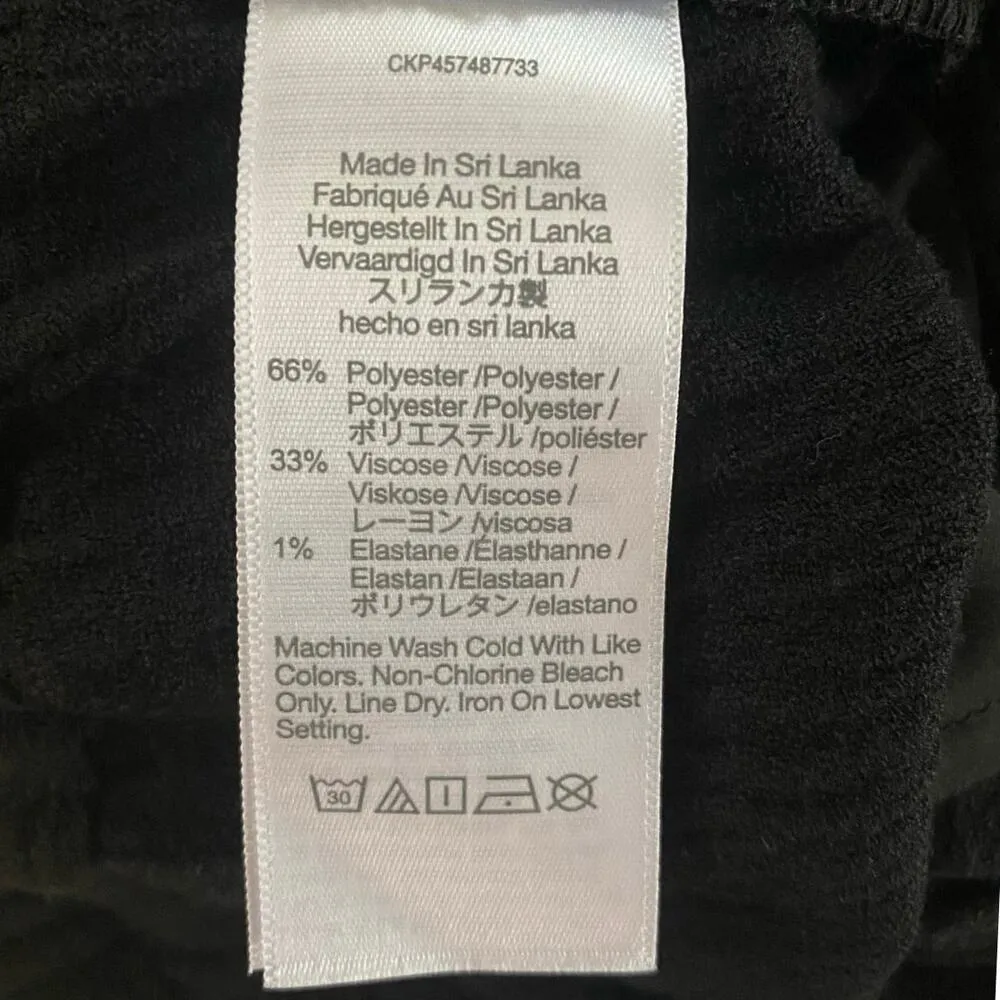 CKP457487733
Made In Sri Lanka
Fabriqué Au Sri Lanka
Hergestellt In Sri Lanka
Vervaardigd In Sri Lanka
スリランカ製
hecho en sri lanka
66% Polyester /Polyester /
Polyester /Polyester /
ポリエステル /poliéster
33% Viscose /Viscose /
Viskose /Viscose /
レーヨン /viscosa
1% Elastane /Élasthanne /
Elastan /Elastaan /
ポリウレタン /elastano
Machine Wash Cold With Like
Colors. Non-Chlorine Bleach
Only. Line Dry. Iron On Lowest
Setting.
30